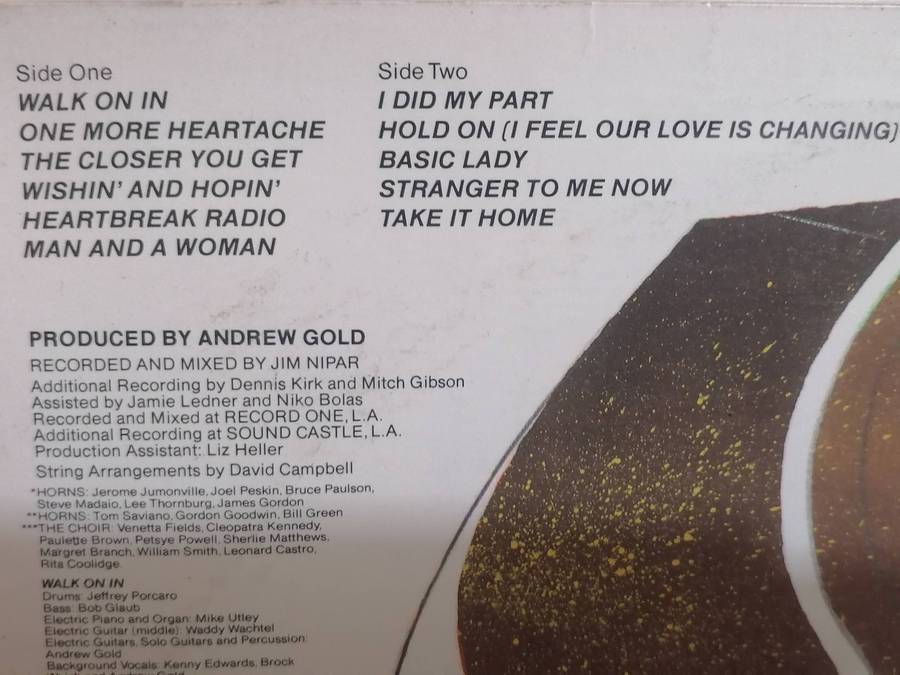 Side One
WALK ON IN
ONE MORE HEARTACHE
THE CLOSER YOU GET
WISHIN' AND HOPIN'
HEARTBREAK RADIO
MAN AND A WOMAN
Side Two
I DID MY PART
HOLD ON (I FEEL OUR LOVE IS CHANGING)
BASIC LADY
STRANGER TO ME NOW
TAKE IT HOME
PRODUCED BY ANDREW GOLD
RECORDED AND MIXED BY JIM NIPAR
Additional Recording by Dennis Kirk and Mitch Gibson
Assisted by Jamie Ledner and Niko Bolas
Recorded and Mixed at RECORD ONE, L.A.
Additional Recording at SOUND CASTLE, L.A.
Production Assistant: Liz Heller
String Arrangements by David Campbell
*HORNS: Jerome Jumonville, Joel Peskin, Bruce Paulson,
Steve Madaio, Lee Thornburg, James Gordon
**HORNS: Tom Saviano, Gordon Goodwin, Bill Green
***THE CHOIR: Venetta Fields, Cleopatra Kennedy,
Paulette Brown, Petsye Powell, Sherlie Matthews,
Margret Branch, William Smith, Leonard Castro,
Rita Coolidge
WALK ON IN
Drums: Jeffrey Porcaro
Bass: Bob Glaub
Electric Piano and Organ: Mike Utley
Electric Guitar (middle): Waddy Wachtel
Electric Guitars, Solo Guitars and Percussion:
Andrew Gold
Background Vocals: Kenny Edwards, Brock
and Andrew Gold